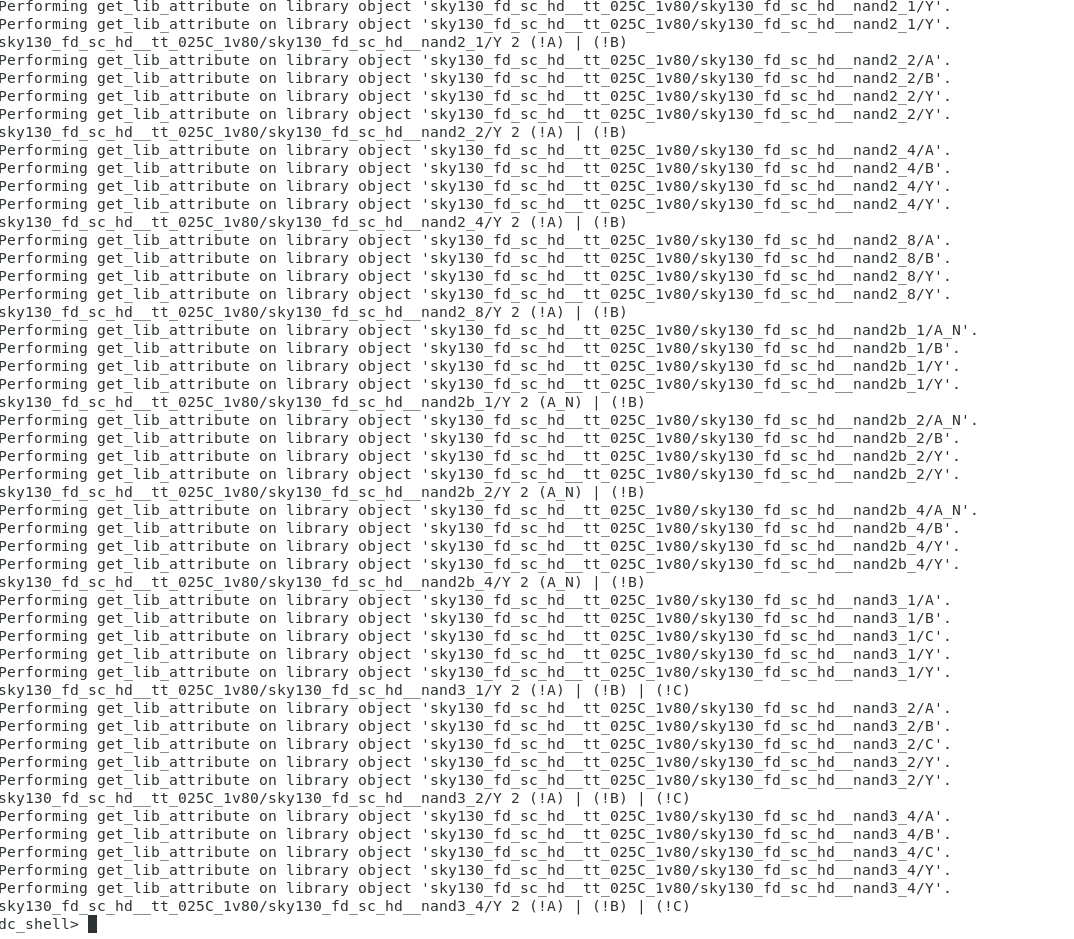 Performing get_lib_attribute on library object 'sky130_fd_sc_hd__tt_025C_1v80/sky130_fd_sc_hd__nand2_1/Y'.
Performing get_lib_attribute on library object 'sky130_fd_sc_hd__tt_025C_1v80/sky130_fd_sc_hd__nand2_1/Y'.
sky130_fd_sc_hd__tt_025C_1v80/sky130_fd_sc_hd__nand2_1/Y 2 (!A) | (!B)
Performing get_lib_attribute on library object 'sky130_fd_sc_hd__tt_025C_1v80/sky130_fd_sc_hd__nand2_2/A'.
Performing get_lib_attribute on library object 'sky130_fd_sc_hd__tt_025C_1v80/sky130_fd_sc_hd__nand2_2/B'.
Performing get_lib_attribute on library object 'sky130_fd_sc_hd__tt_025C_1v80/sky130_fd_sc_hd__nand2_2/Y'.
Performing get_lib_attribute on library object 'sky130_fd_sc_hd__tt_025C_1v80/sky130_fd_sc_hd__nand2_2/Y'.
sky130_fd_sc_hd__tt_025C_1v80/sky130_fd_sc_hd__nand2_2/Y 2 (!A) | (!B)
Performing get_lib_attribute on library object 'sky130_fd_sc_hd__tt_025C_1v80/sky130_fd_sc_hd__nand2_4/A'.
Performing get_lib_attribute on library object 'sky130_fd_sc_hd__tt_025C_1v80/sky130_fd_sc_hd__nand2_4/B'.
Performing get_lib_attribute on library object 'sky130_fd_sc_hd__tt_025C_1v80/sky130_fd_sc_hd__nand2_4/Y'.
Performing get_lib_attribute on library object 'sky130_fd_sc_hd__tt_025C_1v80/sky130_fd_sc_hd__nand2_4/Y'.
sky130_fd_sc_hd__tt_025C_1v80/sky130_fd_sc_hd__nand2_4/Y 2 (!A) | (!B)
Performing get_lib_attribute on library object 'sky130_fd_sc_hd__tt_025C_1v80/sky130_fd_sc_hd__nand2_8/A'.
Performing get_lib_attribute on library object 'sky130_fd_sc_hd__tt_025C_1v80/sky130_fd_sc_hd__nand2_8/B'.
Performing get_lib_attribute on library object 'sky130_fd_sc_hd__tt_025C_1v80/sky130_fd_sc_hd__nand2_8/Y'.
Performing get_lib_attribute on library object 'sky130_fd_sc_hd__tt_025C_1v80/sky130_fd_sc_hd__nand2_8/Y'.
sky130_fd_sc_hd__tt_025C_1v80/sky130_fd_sc_hd__nand2_8/Y 2 (!A) | (!B)
Performing get_lib_attribute on library object 'sky130_fd_sc_hd__tt_025C_1v80/sky130_fd_sc_hd__nand2b_1/A_N'.
Performing get_lib_attribute on library object 'sky130_fd_sc_hd__tt_025C_1v80/sky130_fd_sc_hd__nand2b_1/B'.
Performing get_lib_attribute on library object 'sky130_fd_sc_hd__tt_025C_1v80/sky130_fd_sc_hd__nand2b_1/Y'.
Performing get_lib_attribute on library object 'sky130_fd_sc_hd__tt_025C_1v80/sky130_fd_sc_hd__nand2b_1/Y'.
sky130_fd_sc_hd__tt_025C_1v80/sky130_fd_sc_hd__nand2b_1/Y 2 (A_N) | (!B)
Performing get_lib_attribute on library object 'sky130_fd_sc_hd__tt_025C_1v80/sky130_fd_sc_hd__nand2b_2/A_N'.
Performing get_lib_attribute on library object 'sky130_fd_sc_hd__tt_025C_1v80/sky130_fd_sc_hd__nand2b_2/B'.
Performing get_lib_attribute on library object 'sky130_fd_sc_hd__tt_025C_1v80/sky130_fd_sc_hd__nand2b_2/Y'.
Performing get_lib_attribute on library object 'sky130_fd_sc_hd__tt_025C_1v80/sky130_fd_sc_hd__nand2b_2/Y'.
sky130_fd_sc_hd__tt_025C_1v80/sky130_fd_sc_hd__nand2b_2/Y 2 (A_N) | (!B)
Performing get_lib_attribute on library object 'sky130_fd_sc_hd__tt_025C_1v80/sky130_fd_sc_hd__nand2b_4/A_N'.
Performing get_lib_attribute on library object 'sky130_fd_sc_hd__tt_025C_1v80/sky130_fd_sc_hd__nand2b_4/B'.
Performing get_lib_attribute on library object 'sky130_fd_sc_hd__tt_025C_1v80/sky130_fd_sc_hd__nand2b_4/Y'.
Performing get_lib_attribute on library object 'sky130_fd_sc_hd__tt_025C_1v80/sky130_fd_sc_hd__nand2b_4/Y'.
sky130_fd_sc_hd__tt_025C_1v80/sky130_fd_sc_hd__nand2b_4/Y 2 (A_N) | (!B)
Performing get_lib_attribute on library object 'sky130_fd_sc_hd__tt_025C_1v80/sky130_fd_sc_hd__nand3_1/A'.
Performing get_lib_attribute on library object 'sky130_fd_sc_hd__tt_025C_1v80/sky130_fd_sc_hd__nand3_1/B'.
Performing get_lib_attribute on library object 'sky130_fd_sc_hd__tt_025C_1v80/sky130_fd_sc_hd__nand3_1/C'.
Performing get_lib_attribute on library object 'sky130_fd_sc_hd__tt_025C_1v80/sky130_fd_sc_hd__nand3_1/Y'.
Performing get_lib_attribute on library object 'sky130_fd_sc_hd__tt_025C_1v80/sky130_fd_sc_hd__nand3_1/Y'.
sky130_fd_sc_hd__tt_025C_1v80/sky130_fd_sc_hd__nand3_1/Y 2 (!A) | (!B) | (!C)
Performing get_lib_attribute on library object 'sky130_fd_sc_hd__tt_025C_1v80/sky130_fd_sc_hd__nand3_2/A'.
Performing get_lib_attribute on library object 'sky130_fd_sc_hd__tt_025C_1v80/sky130_fd_sc_hd__nand3_2/B'.
Performing get_lib_attribute on library object 'sky130_fd_sc_hd__tt_025C_1v80/sky130_fd_sc_hd__nand3_2/C'.
Performing get_lib_attribute on library object 'sky130_fd_sc_hd__tt_025C_1v80/sky130_fd_sc_hd__nand3_2/Y'.
Performing get_lib_attribute on library object 'sky130_fd_sc_hd__tt_025C_1v80/sky130_fd_sc_hd__nand3_2/Y'.
sky130_fd_sc_hd__tt_025C_1v80/sky130_fd_sc_hd__nand3_2/Y 2 (!A) | (!B) | (!C)
Performing get_lib_attribute on library object 'sky130_fd_sc_hd__tt_025C_1v80/sky130_fd_sc_hd__nand3_4/A'.
Performing get_lib_attribute on library object 'sky130_fd_sc_hd__tt_025C_1v80/sky130_fd_sc_hd__nand3_4/B'.
Performing get_lib_attribute on library object 'sky130_fd_sc_hd__tt_025C_1v80/sky130_fd_sc_hd__nand3_4/C'.
Performing get_lib_attribute on library object 'sky130_fd_sc_hd__tt_025C_1v80/sky130_fd_sc_hd__nand3_4/Y'.
Performing get_lib_attribute on library object 'sky130_fd_sc_hd__tt_025C_1v80/sky130_fd_sc_hd__nand3_4/Y'.
sky130_fd_sc_hd__tt_025C_1v80/sky130_fd_sc_hd__nand3_4/Y 2 (!A) | (!B) | (!C)
dc_shell>